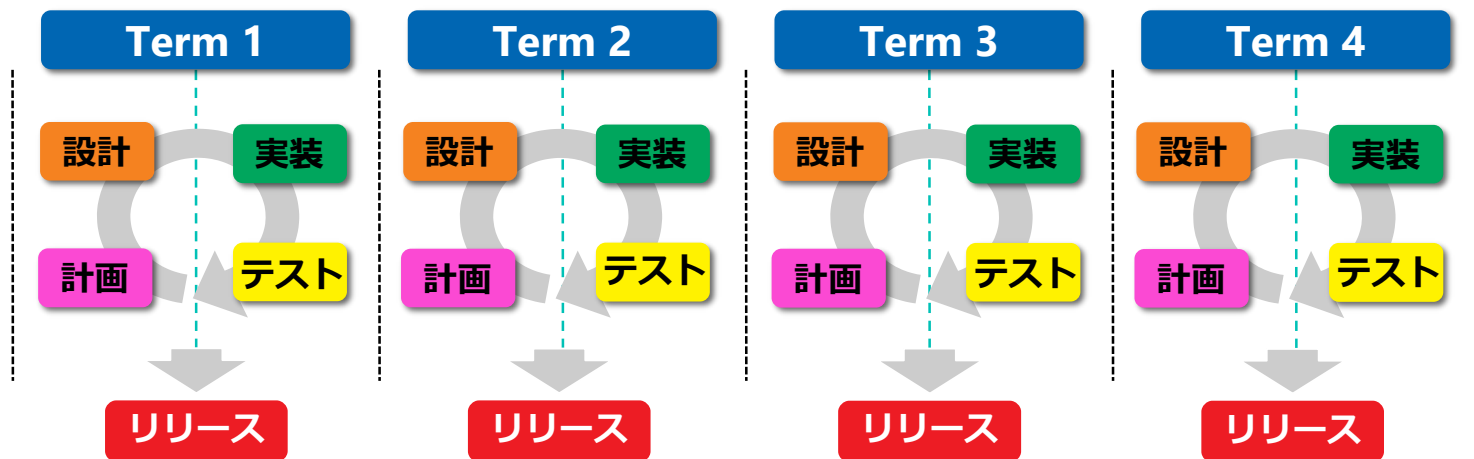 Term 1
Term 2
Term 3
Term 4
設計
実装
設計
実装
設計
実装
設計
実装
計画
テスト
計画
テスト
計画
テスト
計画
テスト
リリース
リリース
リリース
リリース